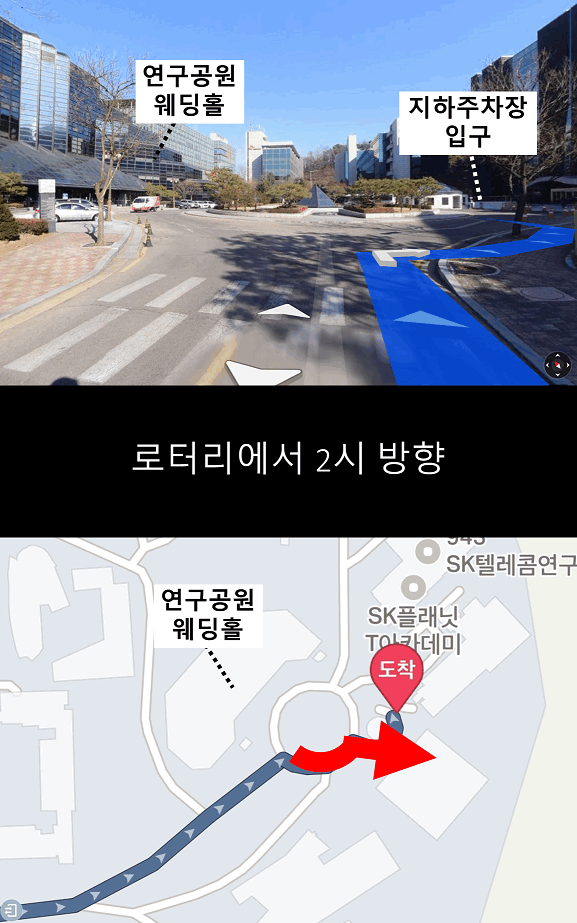 연구공원
웨딩홀
지하주차장
입구
로터리에서 2시 방향
943
SK텔레콤연구
연구공원
웨딩홀
SK플래닛
T아카데미
도착